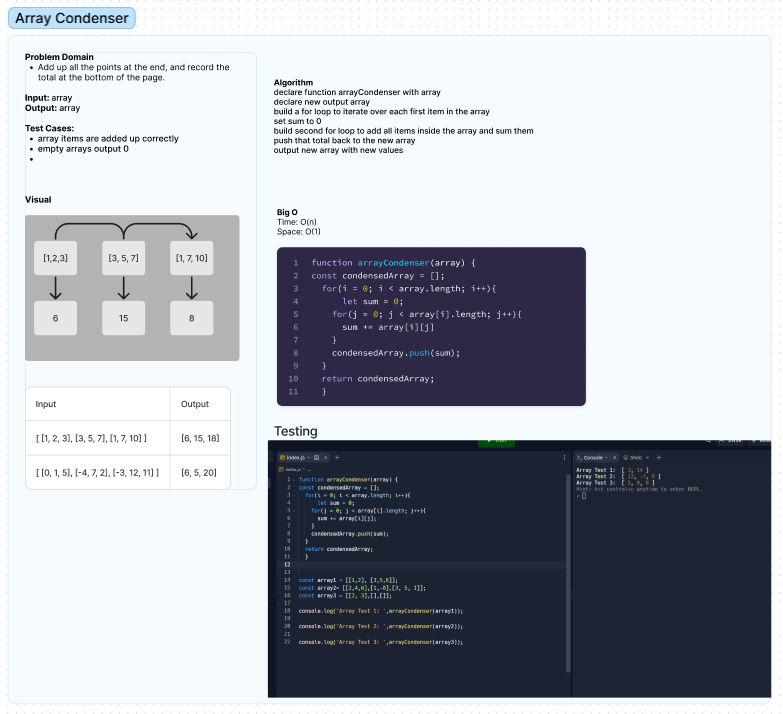 Array Condenser
Problem Domain
• Add up all the points at the end, and record the
total at the bottom of the page.
Input: array
Output: array
Test Cases:
• array items are added up correctly
• empty arrays output 0
•
Visual
[1,2,3] [3, 5, 7] [1, 7, 10]
6 15 8
Input Output
[ [1, 2, 3], [3, 5, 7], [1, 7, 10] ] [6, 15, 18]
[ [0, 1, 5], [-4, 7, 2], [-3, 12, 11] ] [6, 5, 20]
Algorithm
declare function arrayCondenser with array
declare new output array
build a for loop to iterate over each first item in the array
set sum to 0
build second for loop to add all items inside the array and sum them
push that total back to the new array
output new array with new values
Big O
Time: O(n)
Space: O(1)
1 function arrayCondenser(array) {
2 const condensedArray = [];
3 for(i = 0; i < array.length; i++){
4 let sum = 0;
5 for(j = 0; j < array[i].length; j++){
6 sum += array[i][j]
7 }
8 condensedArray.push(sum);
9 }
10 return condensedArray;
11 }
Testing
index.js × +
index.js > ...
1 function arrayCondenser(array) {
2 const condensedArray = [];
3 for(i = 0; i < array.length; i++){
4 let sum = 0;
5 for(j = 0; j < array[i].length; j++){
6 sum += array[i][j];
7 }
8 condensedArray.push(sum);
9 }
10 return condensedArray;
11 }
12
13
14 const array1 = [[1,2], [3,5,6]];
15 const array2= [[2,4,6],[1,-8],[3, 5, 1]];
16 const array3 = [[2, 3],[],[]];
17
18 console.log('Array Test 1: ',arrayCondenser(array1));
19
20 console.log('Array Test 2: ',arrayCondenser(array2));
21
22 console.log('Array Test 3: ',arrayCondenser(array3));
Console × Shell × +
Array Test 1: [ 3, 14 ]
Array Test 2: [ 12, -7, 9 ]
Array Test 3: [ 5, 0, 0 ]
Hint: hit control+c anytime to enter REPL.
>